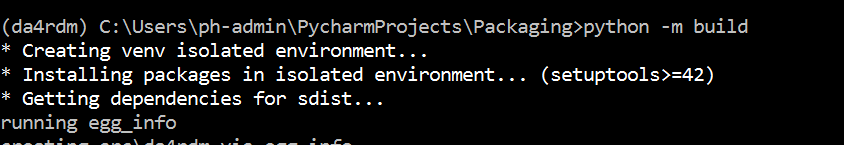 (da4rdm) C:\Users\ph-admin\PycharmProjects\Packaging>python -m build
* Creating venv isolated environment...
* Installing packages in isolated environment... (setuptools>=42)
* Getting dependencies for sdist...
running egg_info